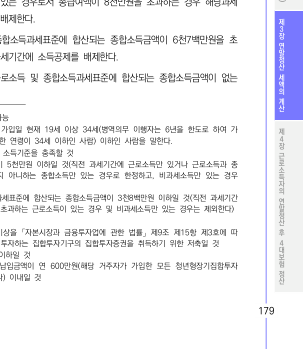 있는 경우로서 총급여액이 8천만원을 초과하는 경우 해당과세
배제한다.
합소득과세표준에 합산되는 종합소득금액이 6천7백만원을 초
세기간에 소득공제를 배제한다.
로소득 및 종합소득과세표준에 합산되는 종합소득금액이 없는
가능
가입일 현재 19세 이상 34세(병역의무 이행자는 6년을 한도로 하여 가
한 연령이 34세 이하인 사람) 이하인 사람을 말한다.
소득기준을 충족할 것
| 5천만원 이하일 것(직전 과세기간에 근로소득만 있거나 근로소득과 종
지 아니하는 종합소득만 있는 경우로 한정하고, 비과세소득만 있는 경우
세표준에 합산되는 종합소득금액이 3천8백만원 이하일 것(직전 과세기간
초과하는 근로소득이 있는 경우 및 비과세소득만 있는 경우는 제외한다)
이상을 「자본시장과 금융투자업에 관한 법률」 제9조 제15항 제3호에 따
투자하는 집합투자기구의 집합투자증권을 취득하기 위한 저축일 것
이하일 것
납입금액이 연 600만원(해당 거주자가 가입한 모든 청년형장기집합투자
) 이내일 것
제3장 연말정산 세액의 계산
제4장 근로소득자의 연말정산 후 4대보험 정산
179